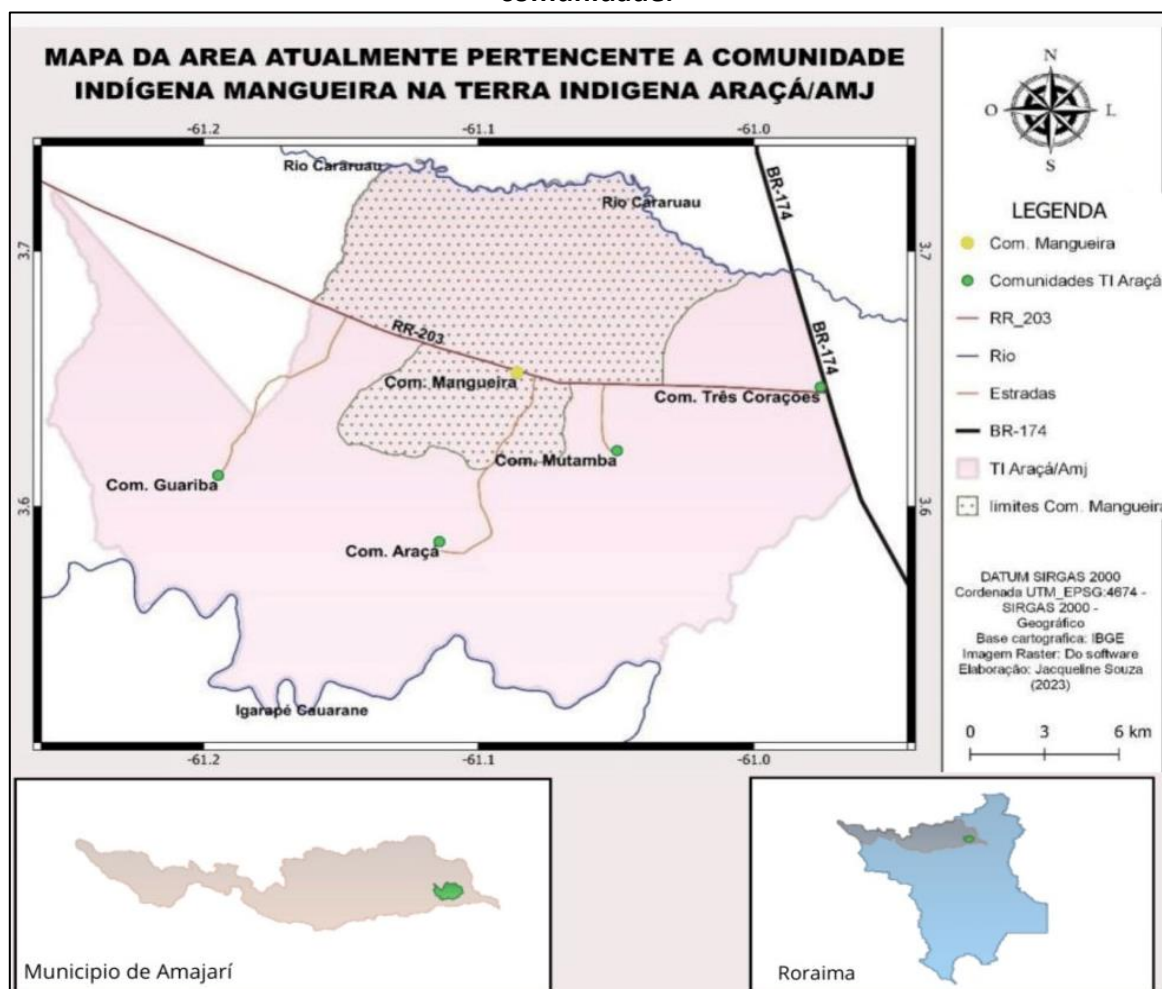 comunidades.
MAPA DA AREA ATUALMENTE PERTENCENTE A COMUNIDADE
INDÍGENA MANGUEIRA NA TERRA INDIGENA ARAÇÁ/AMJ
-61.2
-61.1
-61.0
Rio Cararuau
Rio Cararuau
BR-174
3.7
3.7
RR-203
BR-174
Com. Mangueira
Com. Três Corações
Com. Mutamba
Com. Guariba
3.6
3.6
Com. Araçá
Igarapé Cauarane
-61.2
-61.1
-61.0
N
O
L
S
LEGENDA
Com. Mangueira
Comunidades TI Araçá
RR_203
Rio
Estradas
BR-174
TI Araçá/Amj
limites Com. Mangueira
DATUM SIRGAS 2000
Cordenada UTM_EPSG:4674 -
SIRGAS 2000 -
Geográfico
Base cartografica: IBGE
Imagem Raster: Do software
Elaboração: Jacqueline Souza
(2023)
0 3 6 km
Municipio de Amajarí
Roraima